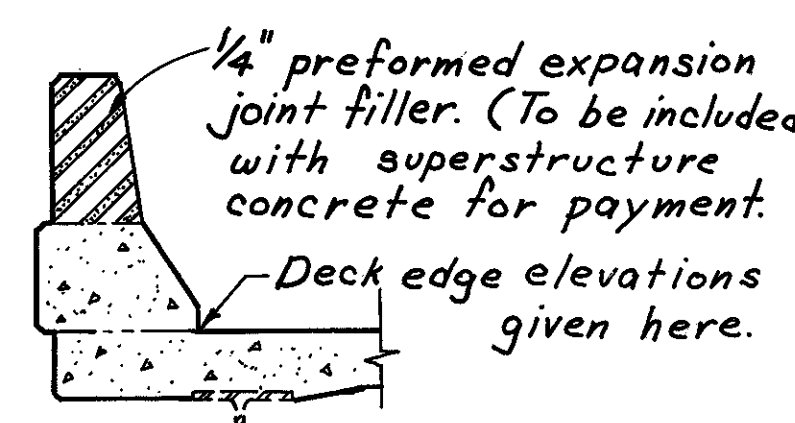 1/4" preformed expansion
joint filler. (To be included
with superstructure
concrete for payment.
Deck edge elevations
given here.